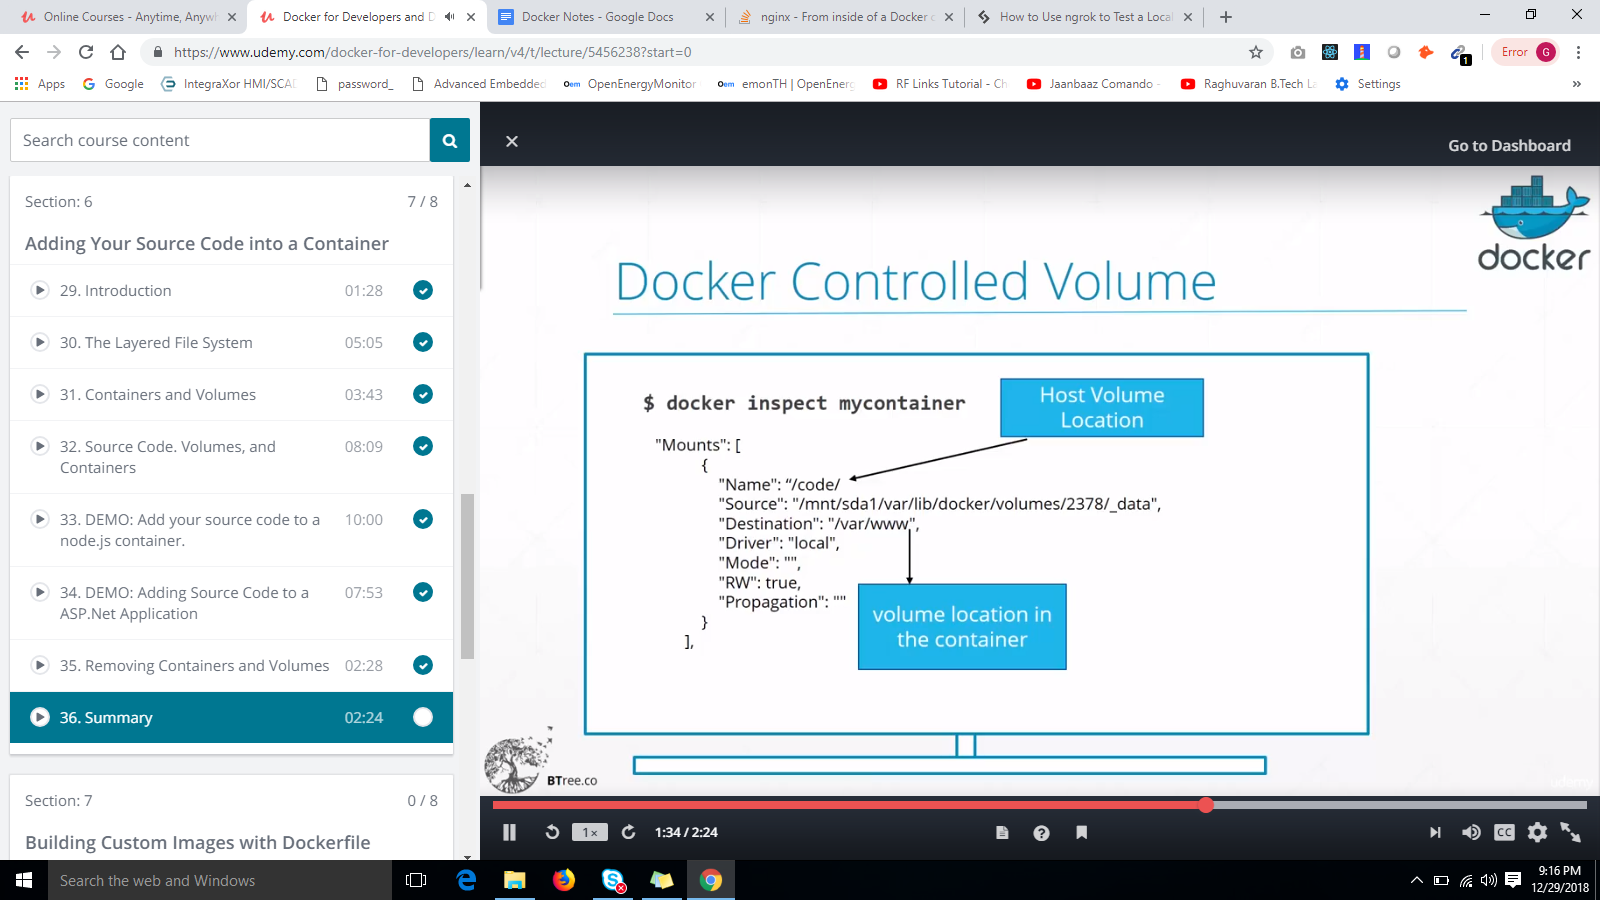 Online Courses - Anytime, Anywh
Docker for Developers and D
Docker Notes - Google Docs
nginx - From inside of a Docker c
How to Use ngrok to Test a Local
https://www.udemy.com/docker-for-developers/learn/v4/t/lecture/5456238?start=0
1
Error
G
Apps
Google
IntegraXor HMI/SCAD
password_
Advanced Embedded
Oem OpenEnergyMonitor
Oem emonTH | OpenEnerg
RF Links Tutorial - Ch
Jaanbaaz Comando -
Raghuvaran B.Tech La
Settings
»
Search course content
Go to Dashboard
Section: 6
7 / 8
Adding Your Source Code into a Container
29. Introduction 01:28
30. The Layered File System 05:05
31. Containers and Volumes 03:43
32. Source Code. Volumes, and 08:09
Containers
33. DEMO: Add your source code to a 10:00
node.js container.
34. DEMO: Adding Source Code to a 07:53
ASP.Net Application
35. Removing Containers and Volumes 02:28
36. Summary 02:24
Section: 7
0 / 8
Building Custom Images with Dockerfile
docker
Docker Controlled Volume
$ docker inspect mycontainer
Host Volume
Location
"Mounts": [
{
"Name": “/code/
"Source": "/mnt/sda1/var/lib/docker/volumes/2378/_data",
"Destination": "/var/www",
"Driver": "local",
"Mode": "",
"RW": true,
"Propagation": ""
}
],
volume location in
the container
BTree.co
udemy
1x
1:34 / 2:24
CC
Search the web and Windows
9:16 PM
12/29/2018